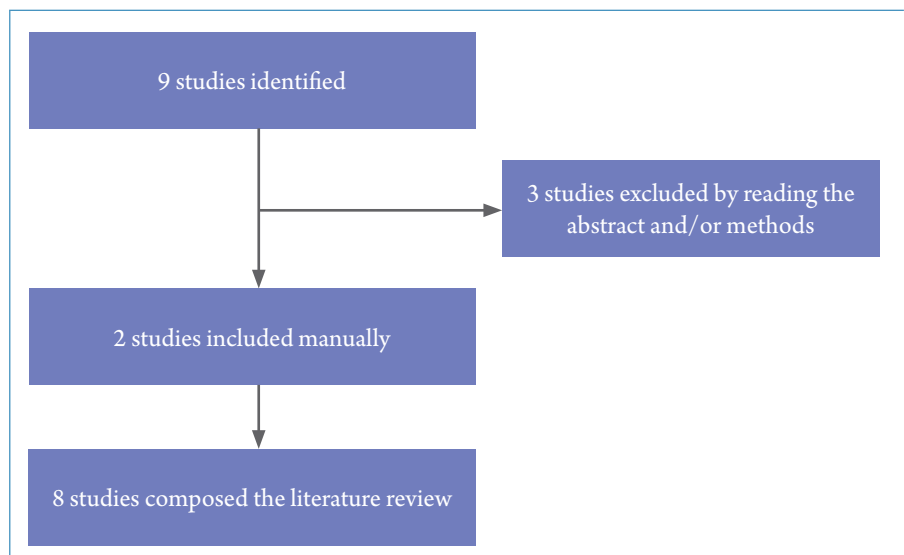 9 studies identified
3 studies excluded by reading the
abstract and/or methods
2 studies included manually
8 studies composed the literature review